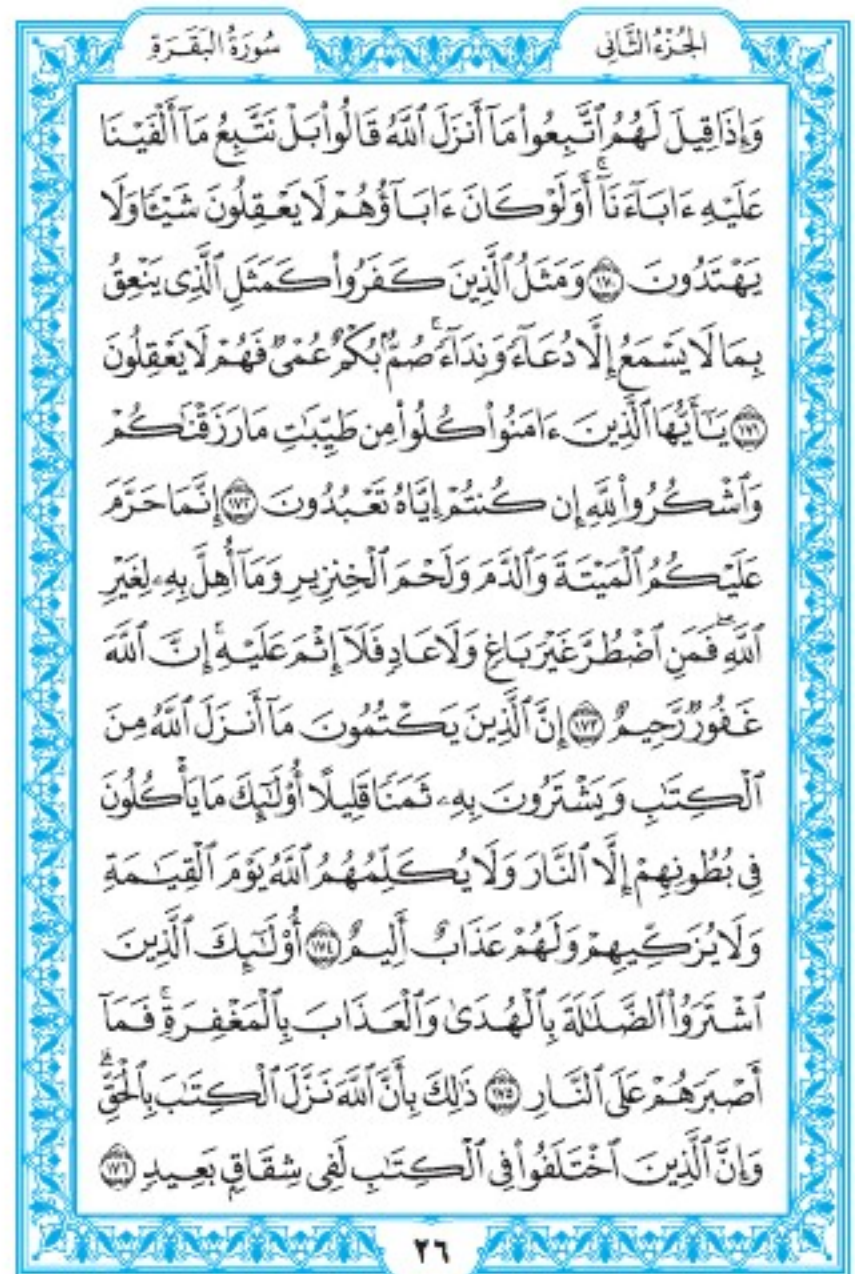 الجُزْءُ الثَّانِي
سُورَةُ البَقَرَةِ
وَإِذَا قِيلَ لَهُمُ ٱتَّبِعُوا۟ مَآ أَنزَلَ ٱللَّهُ قَالُوا۟ بَلْ نَتَّبِعُ مَآ أَلْفَيْنَا
عَلَيْهِ ءَابَآءَنَآ ۚ أَوَلَوْ كَانَ ءَابَآؤُهُمْ لَا يَعْقِلُونَ شَيْـًٔا وَلَا
يَهْتَدُونَ ١٧٠ وَمَثَلُ ٱلَّذِينَ كَفَرُوا۟ كَمَثَلِ ٱلَّذِى يَنْعِقُ
بِمَا لَا يَسْمَعُ إِلَّا دُعَآءً وَنِدَآءً ۚ صُمٌّۢ بُكْمٌ عُمْىٌ فَهُمْ لَا يَعْقِلُونَ
١٧١ يَـٰٓأَيُّهَا ٱلَّذِينَ ءَامَنُوا۟ كُلُوا۟ مِن طَيِّبَـٰتِ مَا رَزَقْنَـٰكُمْ
وَٱشْكُرُوا۟ لِلَّهِ إِن كُنتُمْ إِيَّاهُ تَعْبُدُونَ ١٧٢ إِنَّمَا حَرَّمَ
عَلَيْكُمُ ٱلْمَيْتَةَ وَٱلدَّمَ وَلَحْمَ ٱلْخِنزِيرِ وَمَآ أُهِلَّ بِهِۦ لِغَيْرِ
ٱللَّهِ ۖ فَمَنِ ٱضْطُرَّ غَيْرَ بَاغٍ وَلَا عَادٍ فَلَآ إِثْمَ عَلَيْهِ ۚ إِنَّ ٱللَّهَ
غَفُورٌ رَّحِيمٌ ١٧٣ إِنَّ ٱلَّذِينَ يَكْتُمُونَ مَآ أَنزَلَ ٱللَّهُ مِنَ
ٱلْكِتَـٰبِ وَيَشْتَرُونَ بِهِۦ ثَمَنًا قَلِيلًا أُو۟لَـٰٓئِكَ مَا يَأْكُلُونَ
فِى بُطُونِهِمْ إِلَّا ٱلنَّارَ وَلَا يُكَلِّمُهُمُ ٱللَّهُ يَوْمَ ٱلْقِيَـٰمَةِ
وَلَا يُزَكِّيهِمْ وَلَهُمْ عَذَابٌ أَلِيمٌ ١٧٤ أُو۟لَـٰٓئِكَ ٱلَّذِينَ
ٱشْتَرَوُا۟ ٱلضَّلَـٰلَةَ بِٱلْهُدَىٰ وَٱلْعَذَابَ بِٱلْمَغْفِرَةِ ۚ فَمَآ
أَصْبَرَهُمْ عَلَى ٱلنَّارِ ١٧٥ ذَٰلِكَ بِأَنَّ ٱللَّهَ نَزَّلَ ٱلْكِتَـٰبَ بِٱلْحَقِّ ۗ
وَإِنَّ ٱلَّذِينَ ٱخْتَلَفُوا۟ فِى ٱلْكِتَـٰبِ لَفِى شِقَاقٍۭ بَعِيدٍ ١٧٦
٢٦